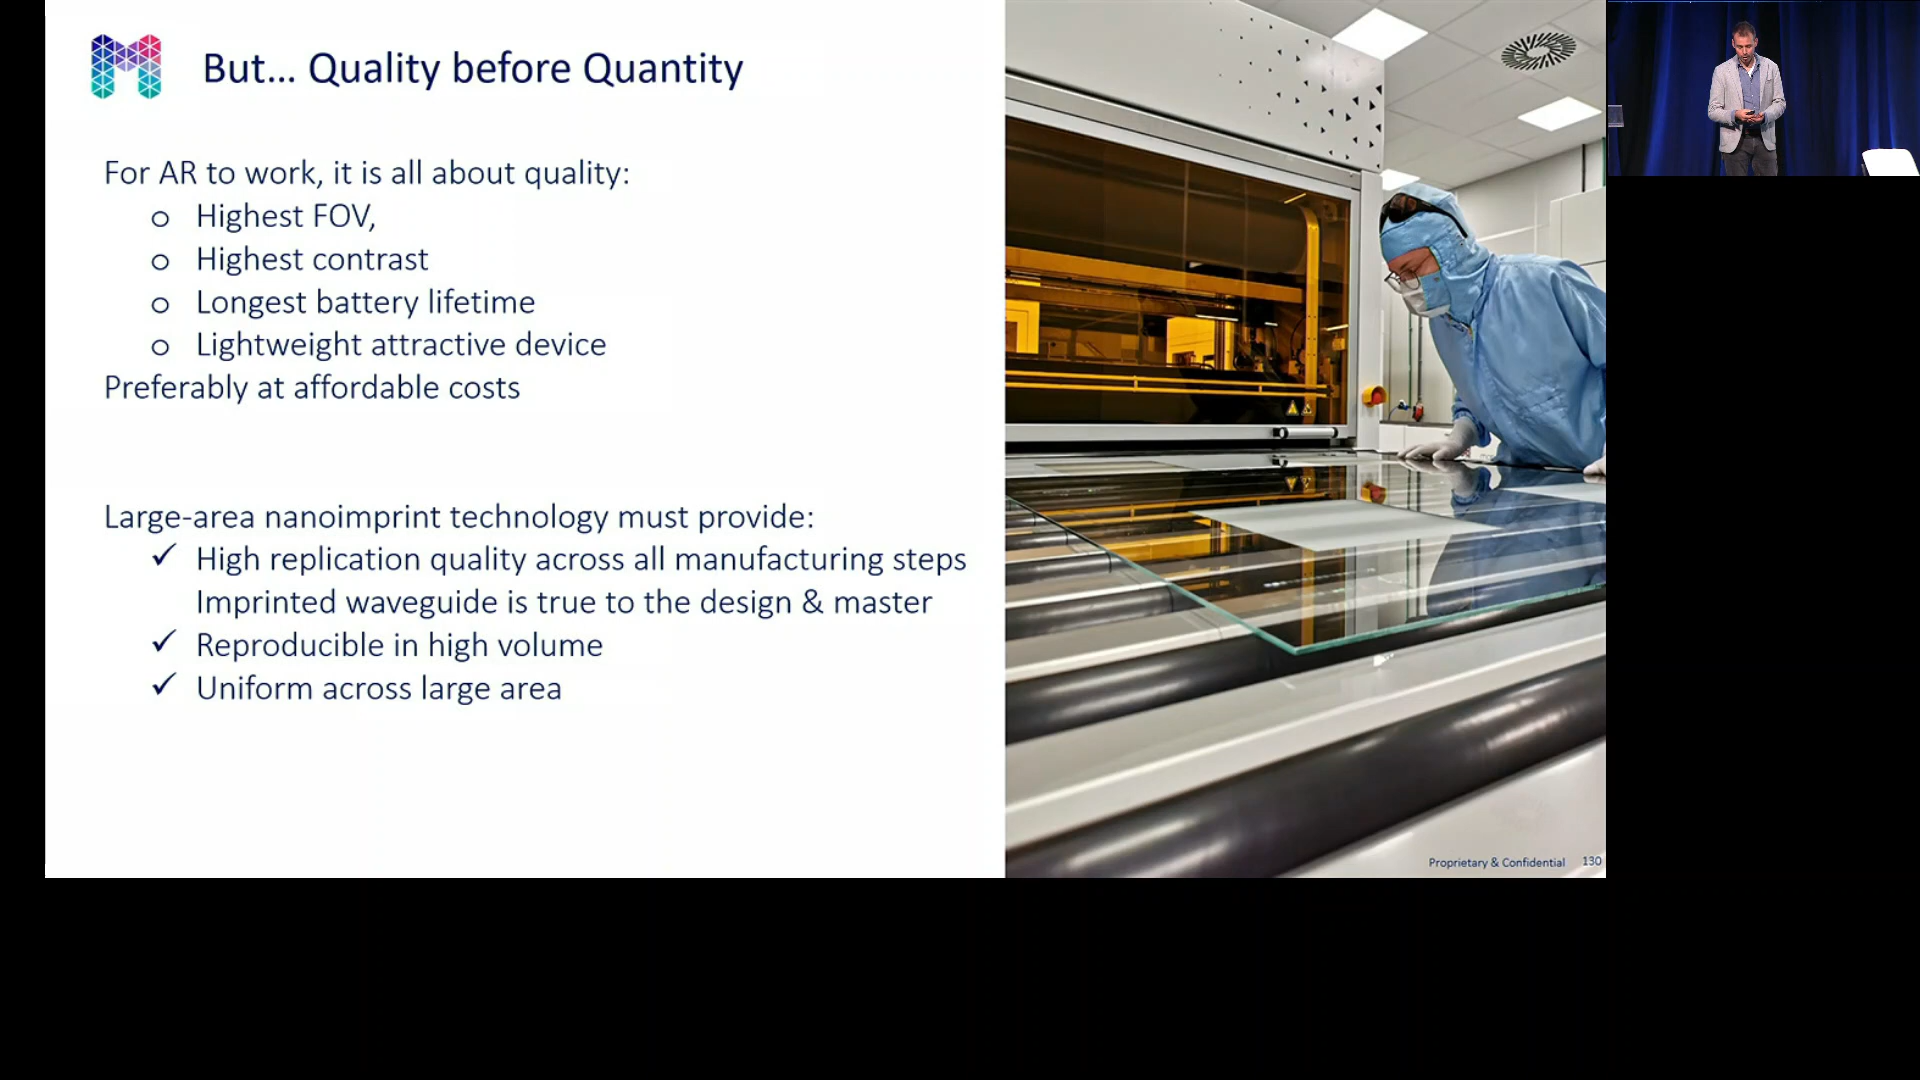 But... Quality before Quantity
For AR to work, it is all about quality:
o Highest FOV,
o Highest contrast
o Longest battery lifetime
o Lightweight attractive device
Preferably at affordable costs
Large-area nanoimprint technology must provide:
✓ High replication quality across all manufacturing steps
Imprinted waveguide is true to the design & master
✓ Reproducible in high volume
✓ Uniform across large area
Proprietary & Confidential 130